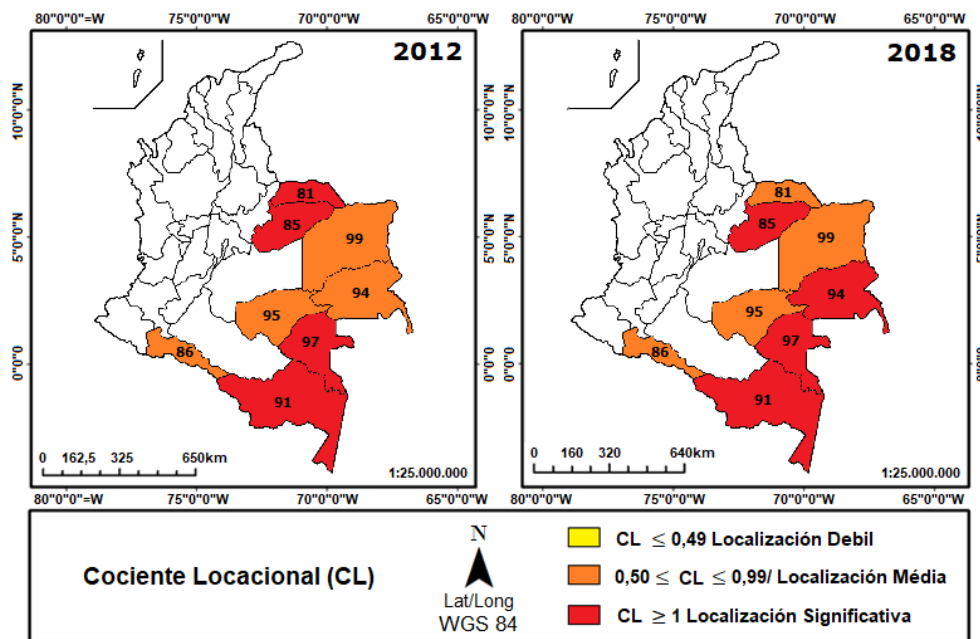 80°0"0"=W 75°0"0"W 70°0"0"W 65°0"0"W 80°0"0"W 75°0"0"W 70°0"0"W 65°0"0"W
2012
2018
10°0"0"N
5°0"0"N
0°0"0"N
10°0"0"N
5°0"0"N
0°0"0"N
81
85
99
94
95
97
86
91
0 162,5 325 650km
1:25.000.000
81
85
99
94
95
97
86
91
0 160 320 640km
1:25.000.000
80°0"0"=W 75°0"0"W 70°0"0"W 65°0"0"W 80°0"0"W 75°0"0"W 70°0"0"W 65°0"0"W
Cociente Locacional (CL)
N
Lat/Long
WGS 84
CL ≤ 0,49 Localización Debil
0,50 ≤ CL ≤ 0,99/ Localización Média
CL ≥ 1 Localización Significativa